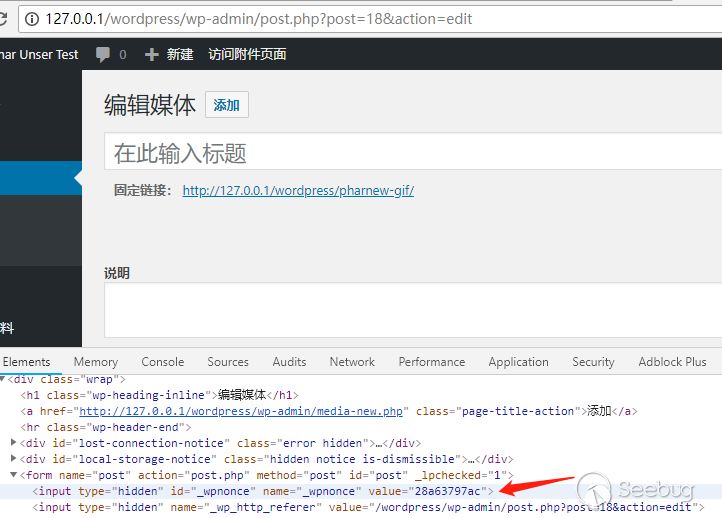 127.0.0.1/wordpress/wp-admin/post.php?post=18&action=edit
nar Unser Test 0 新建 访问附件页面
编辑媒体 添加
在此输入标题
固定链接： http://127.0.0.1/wordpress/pharnew-gif/
说明
料
Elements Memory Console Sources Audits Network Performance Application Security Adblock Plus
<div class="wrap">
<h1 class="wp-heading-inline">编辑媒体</h1>
<a href="http://127.0.0.1/wordpress/wp-admin/media-new.php" class="page-title-action">添加</a>
<hr class="wp-header-end">
<div id="lost-connection-notice" class="error hidden">…</div>
<div id="local-storage-notice" class="hidden notice is-dismissible">…</div>
<form name="post" action="post.php" method="post" id="post" _lpchecked="1">
<input type="hidden" id="_wpnonce" name="_wpnonce" value="28a63797ac">
<input type="hidden" name="_wp_http_referer" value="/wordpress/wp-admin/post.php?post=18&action=edit">
Seebug